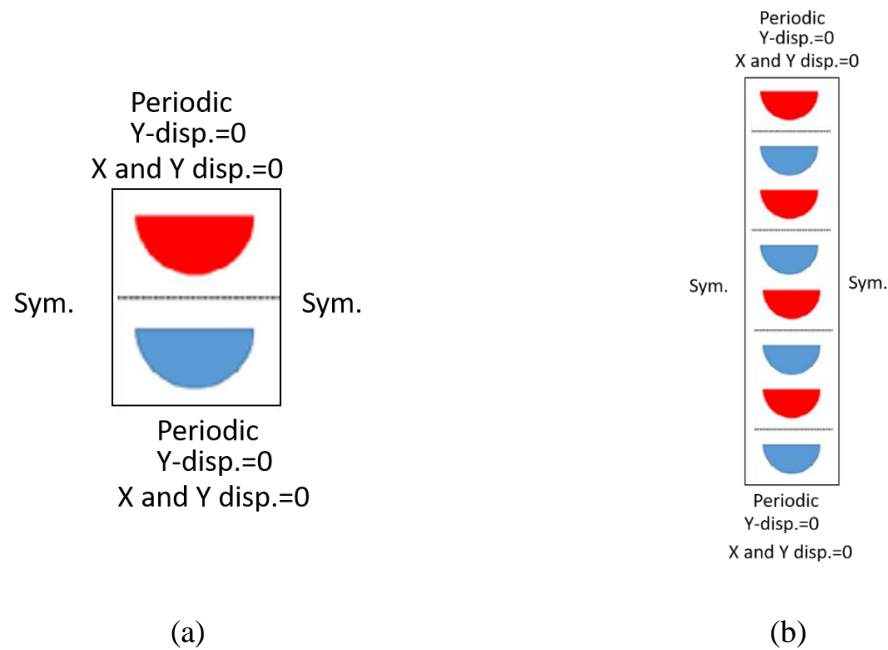 Periodic
Y-disp.=0
X and Y disp.=0
Sym.
Sym.
Periodic
Y-disp.=0
X and Y disp.=0
(a)
Periodic
Y-disp.=0
X and Y disp.=0
Sym.
Sym.
Periodic
Y-disp.=0
X and Y disp.=0
(b)